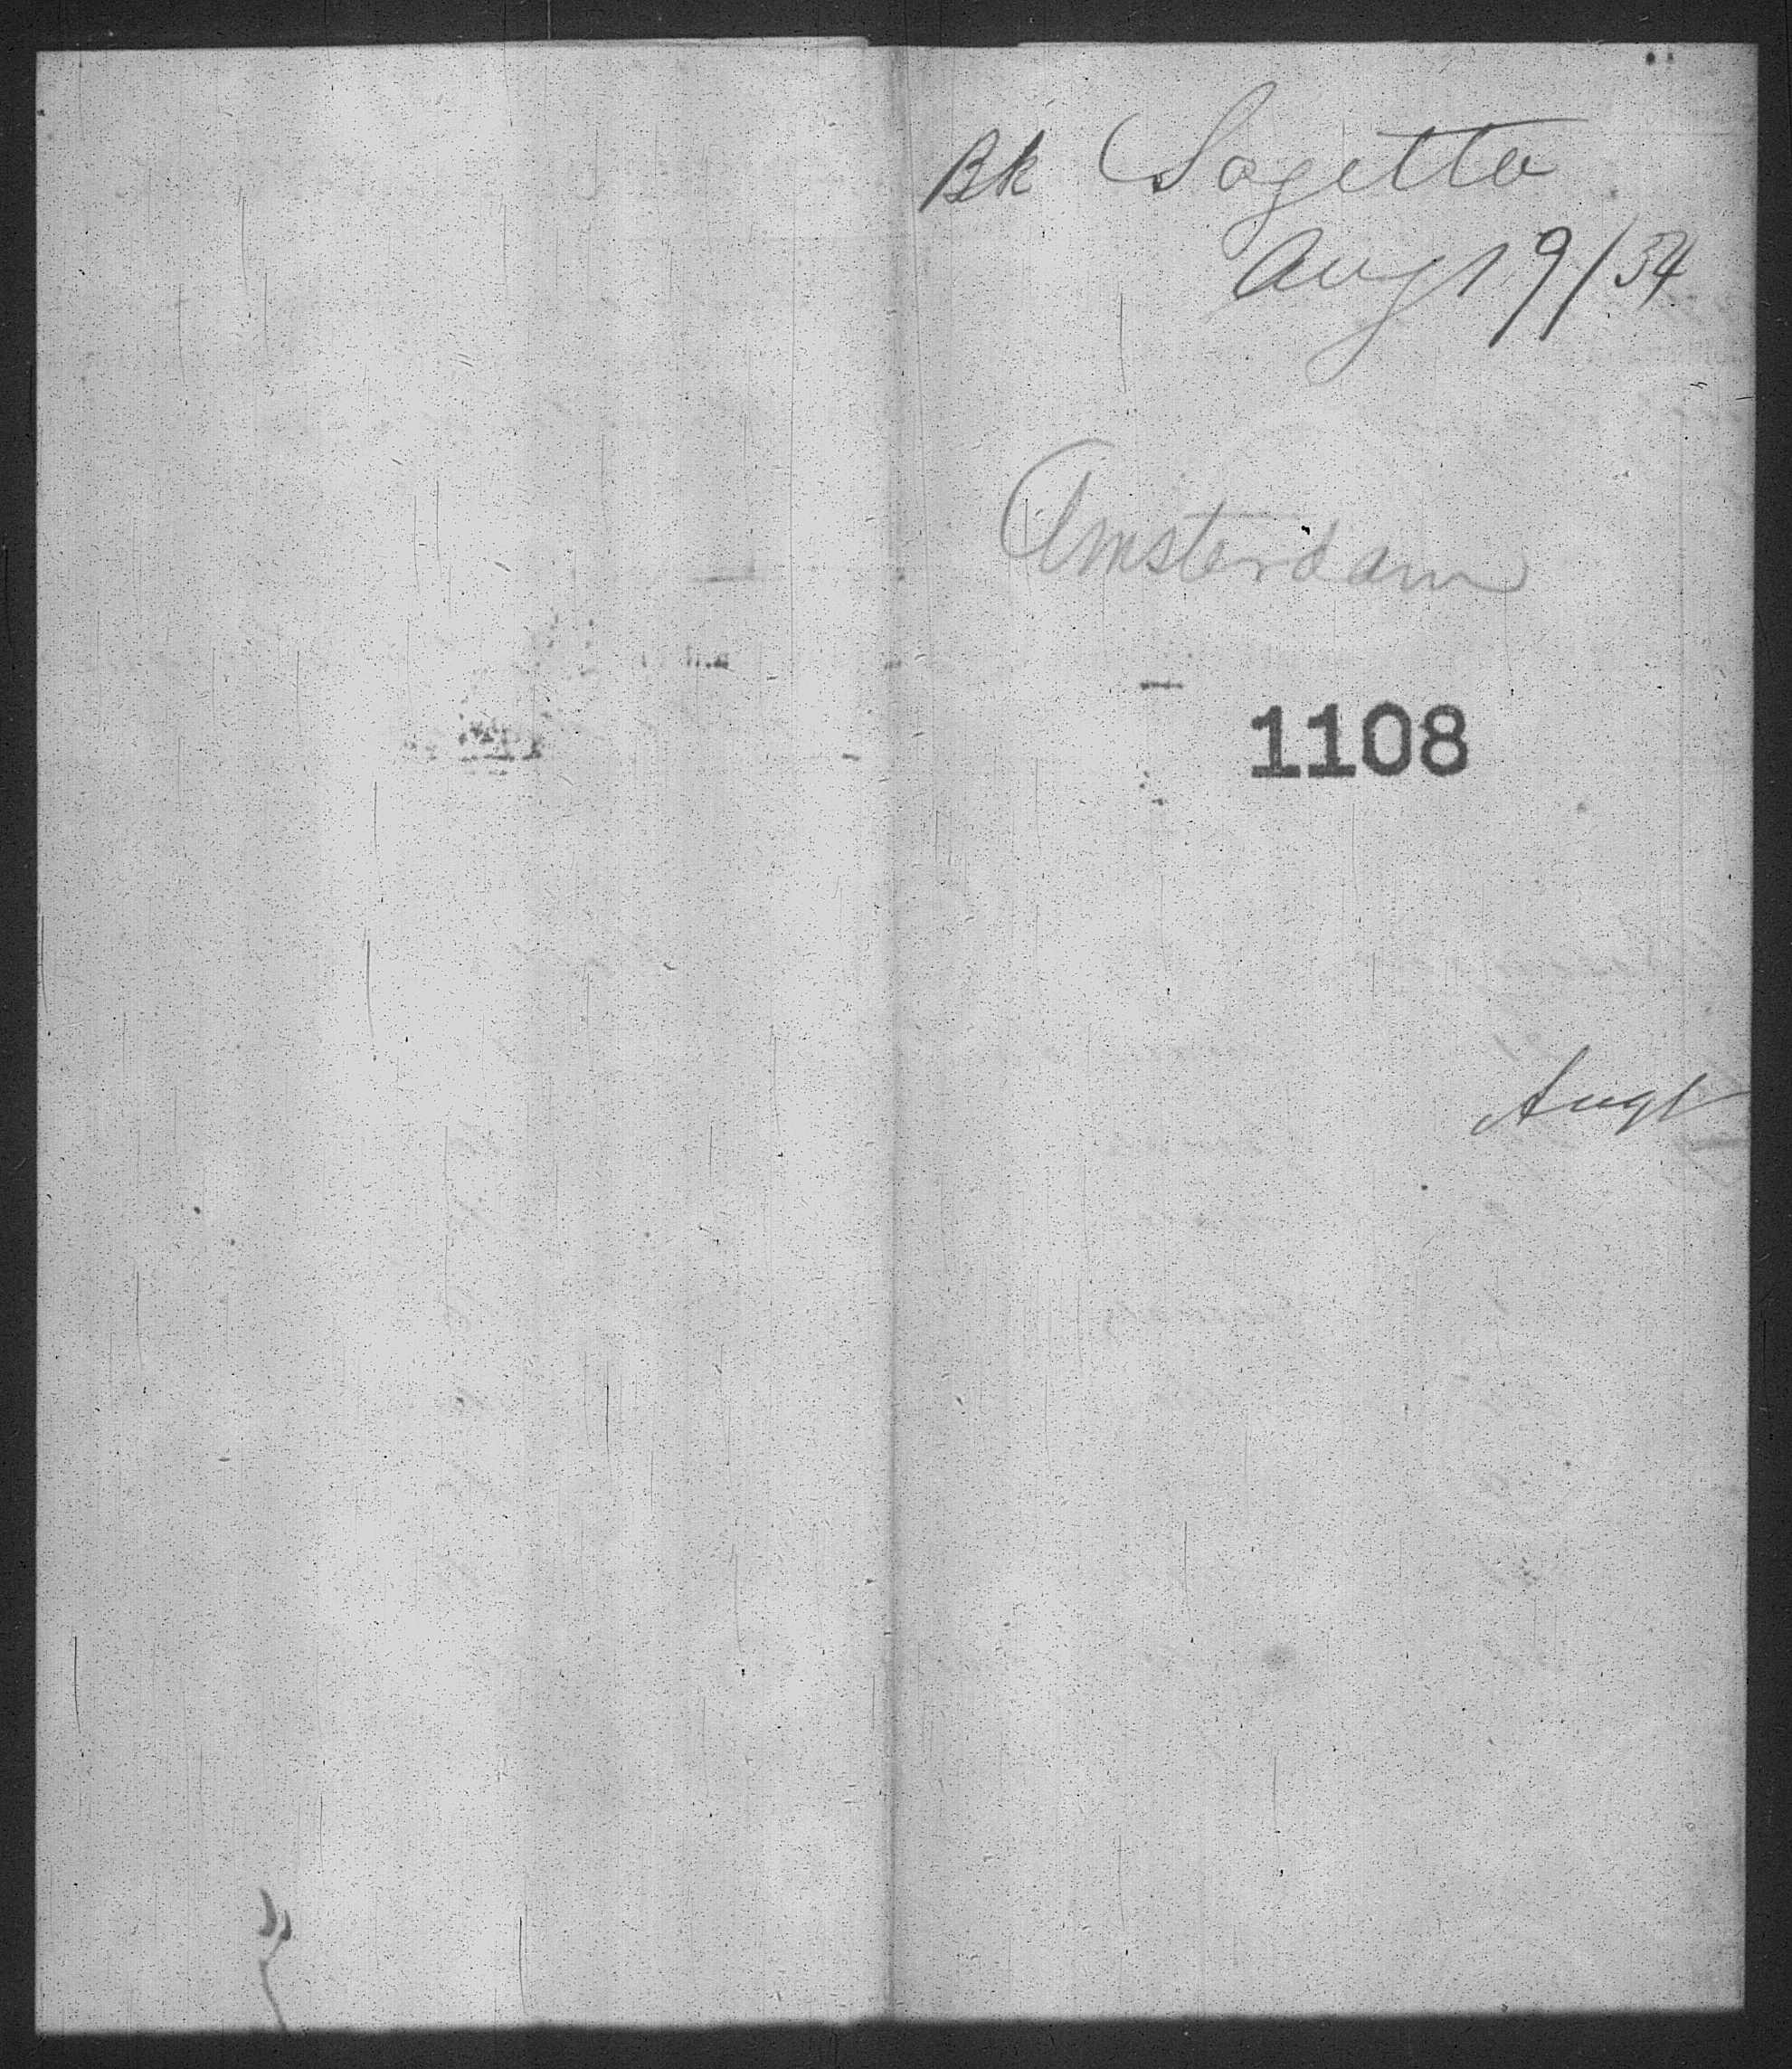 Bk Sagetta
Aug 19/54
Amsterdam
1108
Augt